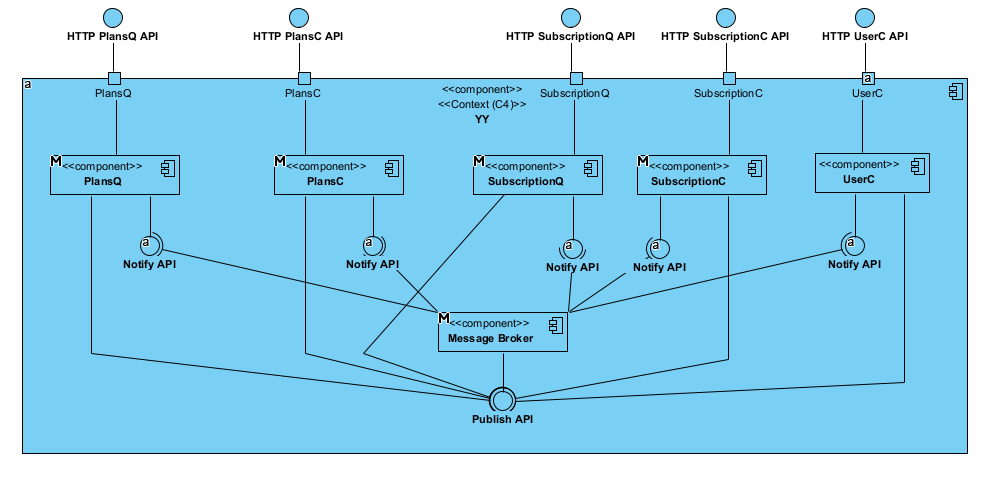 HTTP PlansQ API
HTTP PlansC API
HTTP SubscriptionQ API
HTTP SubscriptionC API
HTTP UserC API
a
a
PlansQ
PlansC
<<component>>
<<Context (C4)>>
YY
SubscriptionQ
SubscriptionC
UserC
M
<<component>>
PlansQ
M
<<component>>
PlansC
M
<<component>>
SubscriptionQ
M
<<component>>
SubscriptionC
<<component>>
UserC
a
Notify API
a
Notify API
a
Notify API
a
Notify API
a
Notify API
M
<<component>>
Message Broker
Publish API